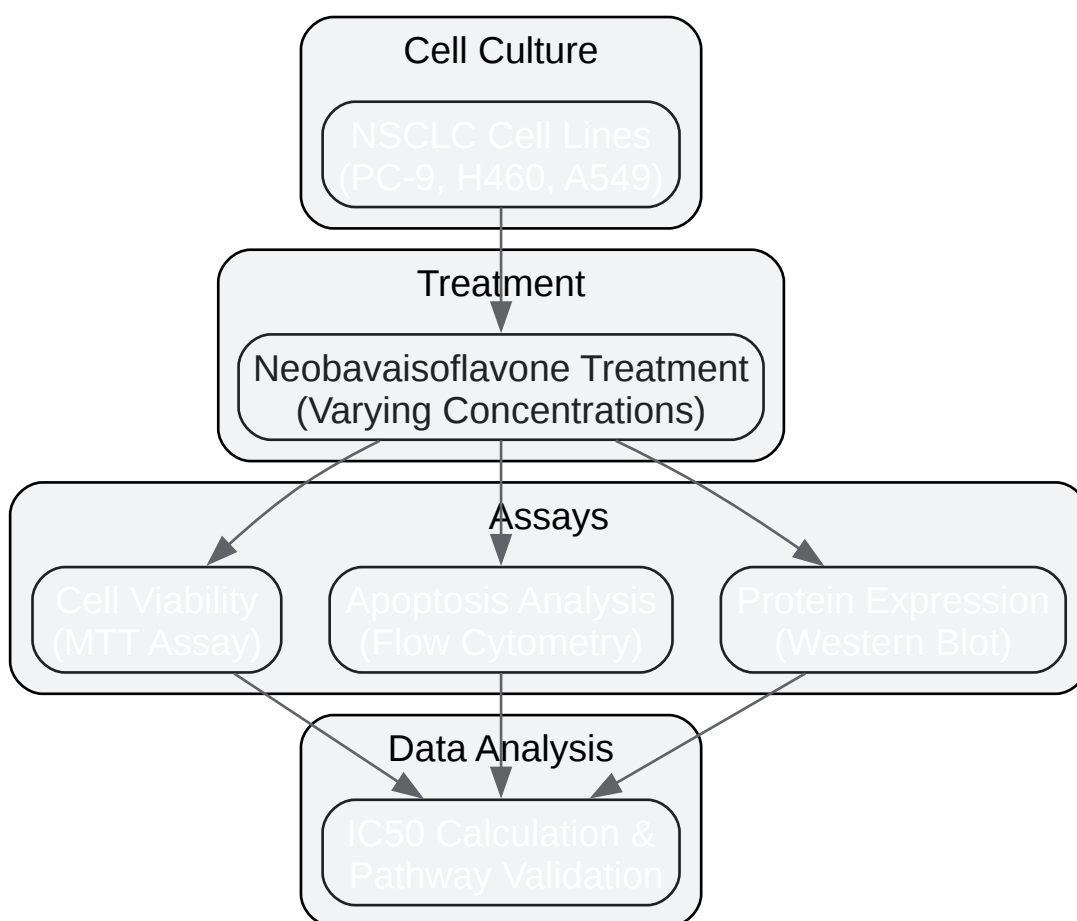 Cell Culture
NSCLC Cell Lines
(PC-9, H460, A549)
Treatment
Neobavaisoflavone Treatment
(Varying Concentrations)
Assays
Cell Viability
(MTT Assay)
Apoptosis Analysis
(Flow Cytometry)
Protein Expression
(Western Blot)
Data Analysis
IC50 Calculation &
Pathway Validation